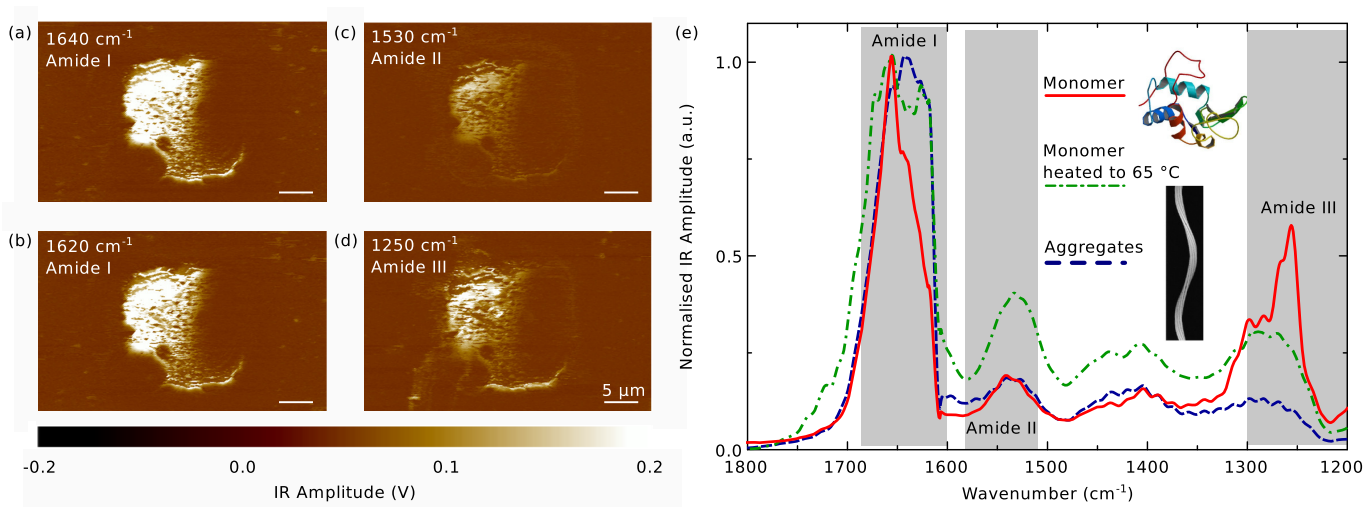 (a)
1640 cm⁻¹
Amide I
(c)
1530 cm⁻¹
Amide II
(b)
1620 cm⁻¹
Amide I
(d)
1250 cm⁻¹
Amide III
5 µm
-0.2
0.0
0.1
0.2
IR Amplitude (V)
(e)
Normalised IR Amplitude (a.u.)
1.0
0.5
0.0
Amide I
Monomer
Monomer
heated to 65 °C
Aggregates
Amide III
Amide II
1800
1700
1600
1500
1400
1300
1200
Wavenumber (cm⁻¹)